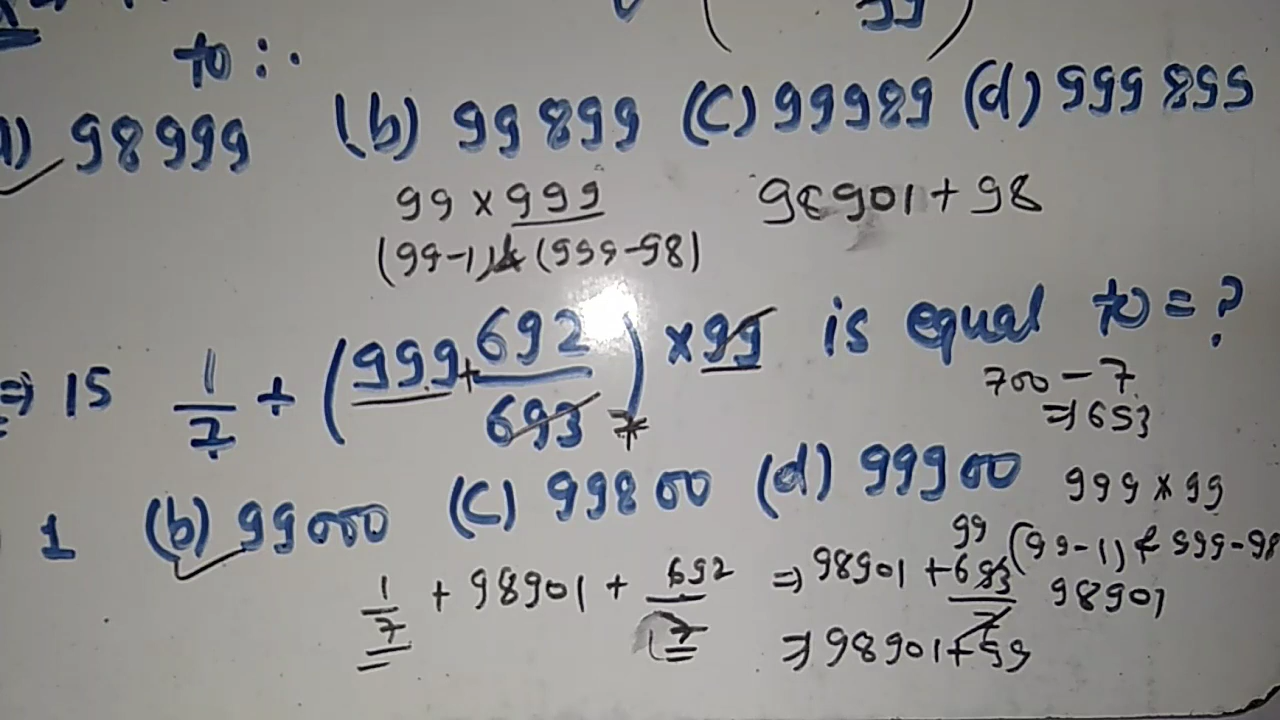 to :-
(b) 99899 (c) 99989 (d) 999899
98999
99 × 999 98901 + 98
(99-1) & (999-98)
⇒ 15 1/7 + (999 + 692/693) × 99 is equal to = ?
700 - 7
⇒ 693
1 (b) 99000 (c) 99800 (d) 99900
999 × 99
(99-1) & 999-98
98901
1/7 + 98901 + 692/7 ⇒ 98901 + 693/7 99
⇒ 98901 + 99